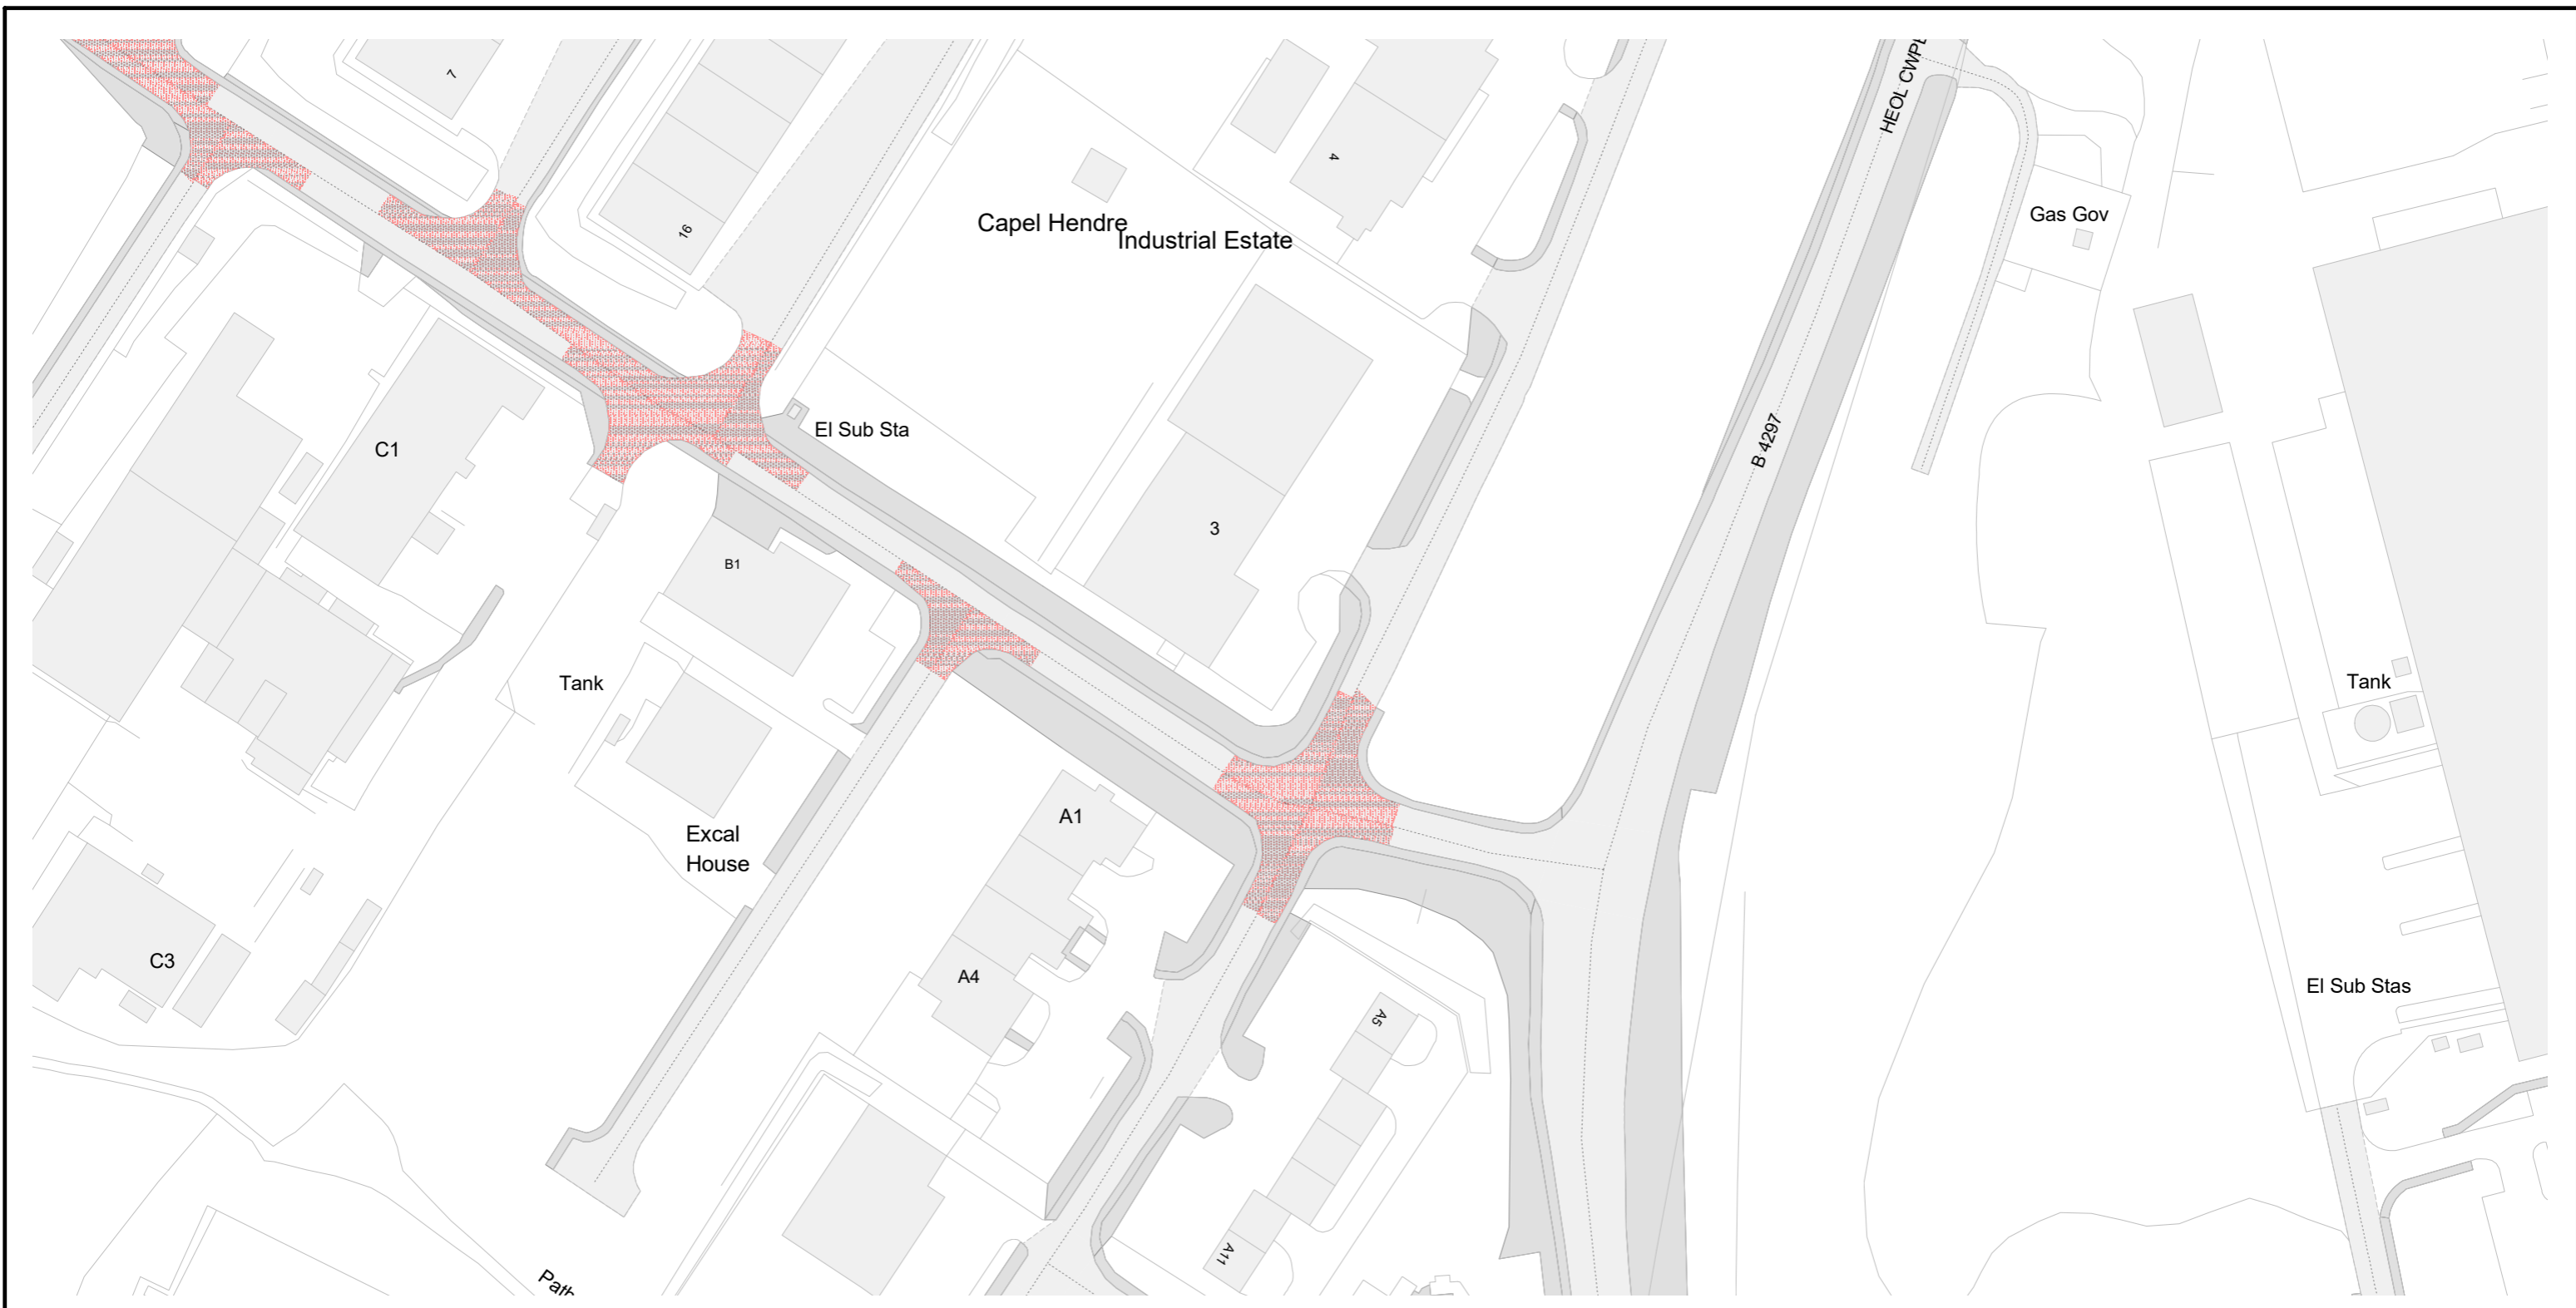 HEOL CWPL
7
4
Gas Gov
Capel Hendre
Industrial Estate
16
El Sub Sta
B 4297
C1
3
B1
Tank
Tank
A1
Excal
House
C3
A4
El Sub Stas
A5
A11
Path